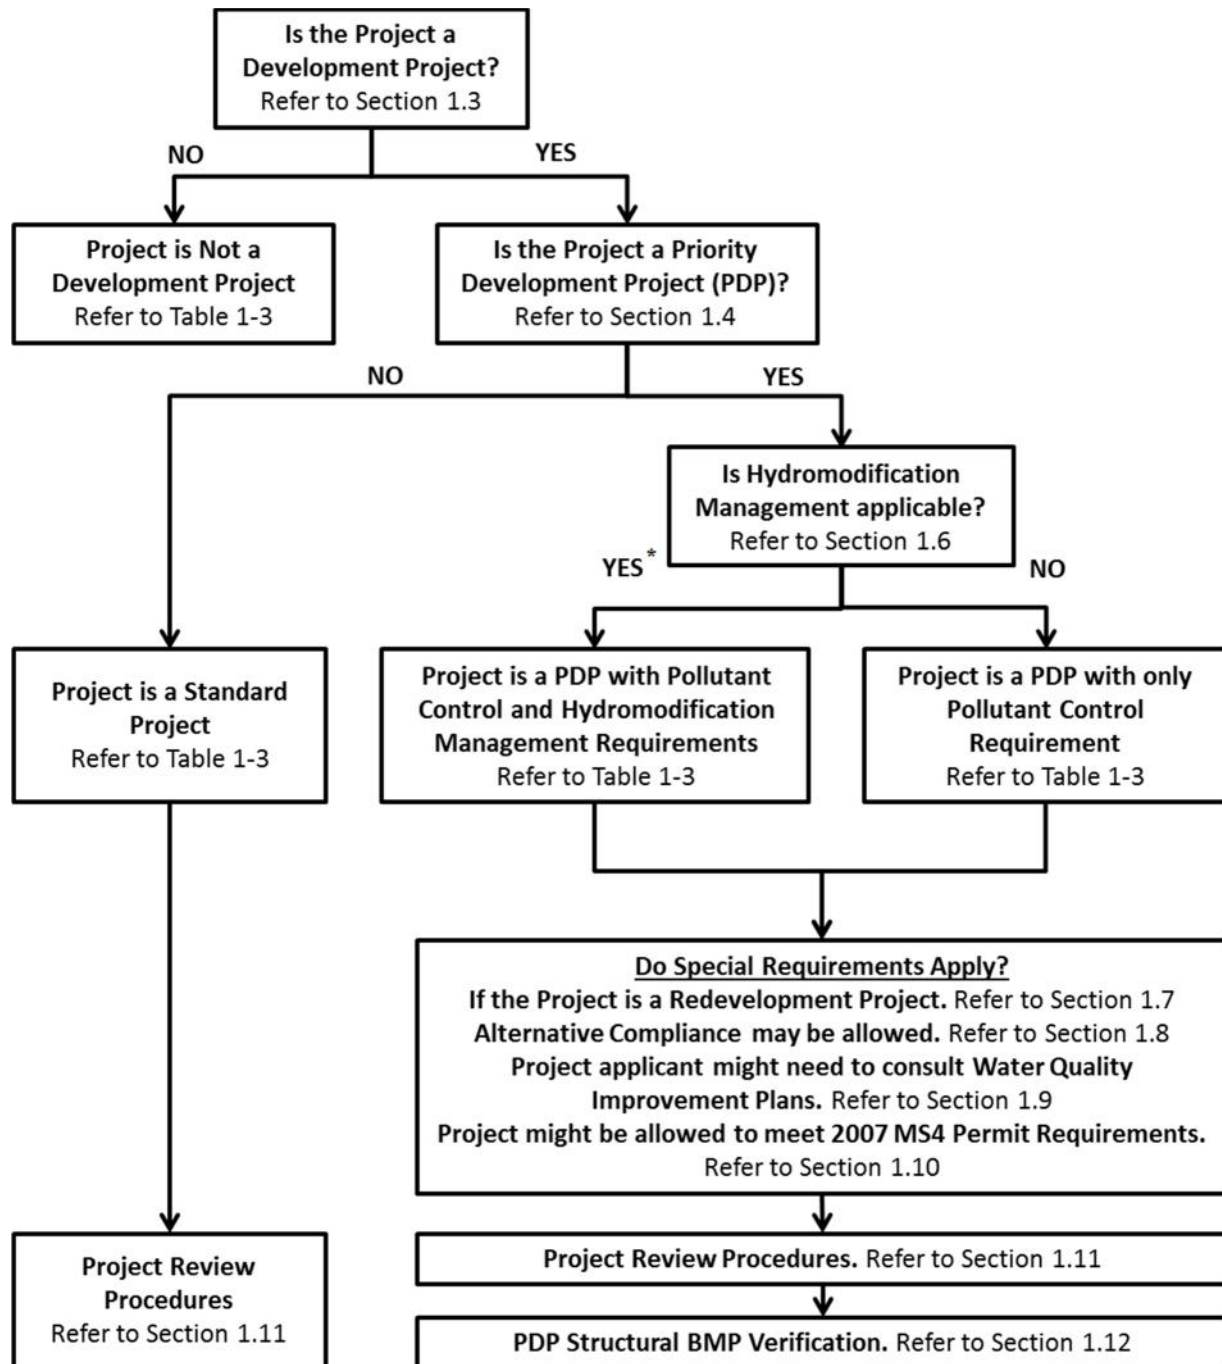 Is the Project a
Development Project?
Refer to Section 1.3
NO
YES
Project is Not a
Development Project
Refer to Table 1-3
Is the Project a Priority
Development Project (PDP)?
Refer to Section 1.4
NO
YES
Is Hydromodification
Management applicable?
Refer to Section 1.6
YES*
NO
Project is a Standard
Project
Refer to Table 1-3
Project is a PDP with Pollutant
Control and Hydromodification
Management Requirements
Refer to Table 1-3
Project is a PDP with only
Pollutant Control
Requirement
Refer to Table 1-3
Do Special Requirements Apply?
If the Project is a Redevelopment Project. Refer to Section 1.7
Alternative Compliance may be allowed. Refer to Section 1.8
Project applicant might need to consult Water Quality
Improvement Plans. Refer to Section 1.9
Project might be allowed to meet 2007 MS4 Permit Requirements.
Refer to Section 1.10
Project Review
Procedures
Refer to Section 1.11
Project Review Procedures. Refer to Section 1.11
PDP Structural BMP Verification. Refer to Section 1.12